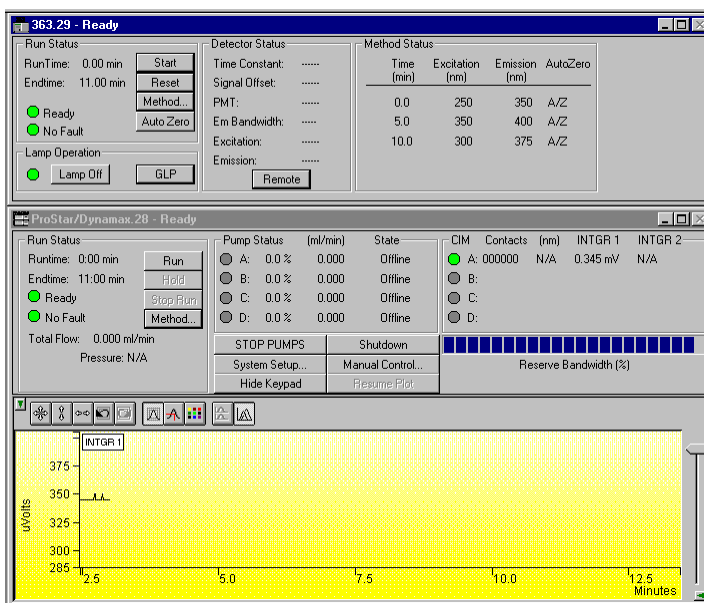 363.29 - Ready
Run Status
RunTime: 0.00 min Start
Endtime: 11.00 min Reset
Method...
Ready
Auto Zero
No Fault
Lamp Operation
Lamp Off GLP
Detector Status
Time Constant: ------
Signal Offset: ------
PMT: -----
Em Bandwidth: -----
Excitation: ------
Emission: ------
Remote
Method Status
Time Excitation Emission AutoZero
(min) (nm) (nm)
0.0 250 350 A/Z
5.0 350 400 A/Z
10.0 300 375 A/Z
ProStar/Dynamax.28 - Ready
Run Status
Runtime: 0:00 min Run
Endtime: 11:00 min Hold
Ready Stop Run
No Fault Method...
Total Flow: 0.000 ml/min
Pressure: N/A
Pump Status (ml/min) State
A: 0.0 % 0.000 Offline
B: 0.0 % 0.000 Offline
C: 0.0 % 0.000 Offline
D: 0.0 % 0.000 Offline
CIM Contacts (nm) INTGR 1 INTGR 2
A: 000000 N/A 0.345 mV N/A
B:
C:
D:
STOP PUMPS Shutdown
System Setup... Manual Control...
Hide Keypad Resume Plot
Reserve Bandwidth (%)
INTGR 1
375
350
325
300
285
uVolts
2.5 5.0 7.5 10.0 12.5
Minutes